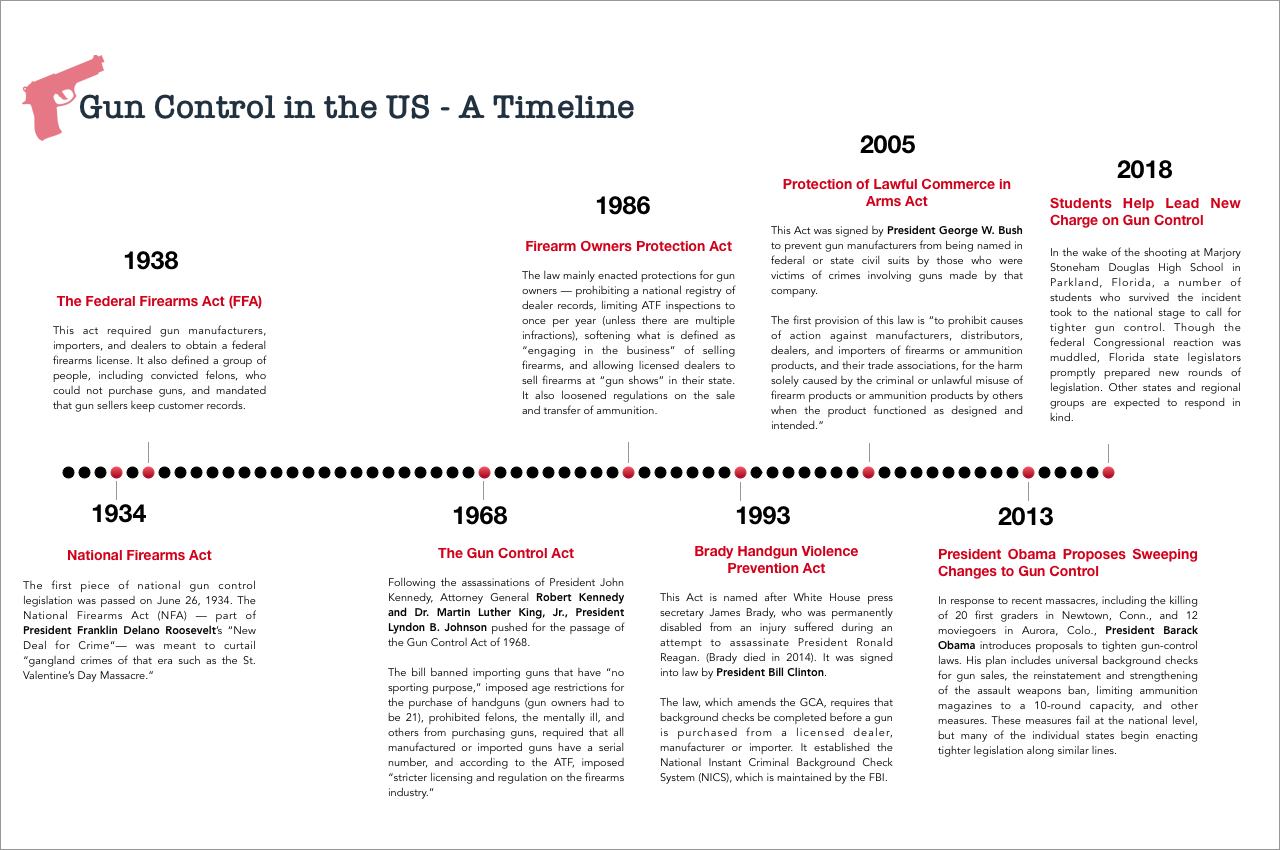 Gun Control in the US - A Timeline
1938
The Federal Firearms Act (FFA)
This act required gun manufacturers,
importers, and dealers to obtain a federal
firearms license. It also defined a group of
people, including convicted felons, who
could not purchase guns, and mandated
that gun sellers keep customer records.
1986
Firearm Owners Protection Act
The law mainly enacted protections for gun
owners — prohibiting a national registry of
dealer records, limiting ATF inspections to
once per year (unless there are multiple
infractions), softening what is defined as
“engaging in the business” of selling
firearms, and allowing licensed dealers to
sell firearms at “gun shows” in their state.
It also loosened regulations on the sale
and transfer of ammunition.
2005
Protection of Lawful Commerce in
Arms Act
This Act was signed by President George W. Bush
to prevent gun manufacturers from being named in
federal or state civil suits by those who were
victims of crimes involving guns made by that
company.
The first provision of this law is “to prohibit causes
of action against manufacturers, distributors,
dealers, and importers of firearms or ammunition
products, and their trade associations, for the harm
solely caused by the criminal or unlawful misuse of
firearm products or ammunition products by others
when the product functioned as designed and
intended.”
2018
Students Help Lead New
Charge on Gun Control
In the wake of the shooting at Marjory
Stoneham Douglas High School in
Parkland, Florida, a number of
students who survived the incident
took to the national stage to call for
tighter gun control. Though the
federal Congressional reaction was
muddled, Florida state legislators
promptly prepared new rounds of
legislation. Other states and regional
groups are expected to respond in
kind.
1934
National Firearms Act
The first piece of national gun control
legislation was passed on June 26, 1934. The
National Firearms Act (NFA) — part of
President Franklin Delano Roosevelt’s “New
Deal for Crime”— was meant to curtail
“gangland crimes of that era such as the St.
Valentine’s Day Massacre.”
1968
The Gun Control Act
Following the assassinations of President John
Kennedy, Attorney General Robert Kennedy
and Dr. Martin Luther King, Jr., President
Lyndon B. Johnson pushed for the passage of
the Gun Control Act of 1968.
The bill banned importing guns that have “no
sporting purpose,” imposed age restrictions for
the purchase of handguns (gun owners had to
be 21), prohibited felons, the mentally ill, and
others from purchasing guns, required that all
manufactured or imported guns have a serial
number, and according to the ATF, imposed
“stricter licensing and regulation on the firearms
industry.”
1993
Brady Handgun Violence
Prevention Act
This Act is named after White House press
secretary James Brady, who was permanently
disabled from an injury suffered during an
attempt to assassinate President Ronald
Reagan. (Brady died in 2014). It was signed
into law by President Bill Clinton.
The law, which amends the GCA, requires that
background checks be completed before a gun
is purchased from a licensed dealer,
manufacturer or importer. It established the
National Instant Criminal Background Check
System (NICS), which is maintained by the FBI.
2013
President Obama Proposes Sweeping
Changes to Gun Control
In response to recent massacres, including the killing
of 20 first graders in Newtown, Conn., and 12
moviegoers in Aurora, Colo., President Barack
Obama introduces proposals to tighten gun-control
laws. His plan includes universal background checks
for gun sales, the reinstatement and strengthening
of the assault weapons ban, limiting ammunition
magazines to a 10-round capacity, and other
measures. These measures fail at the national level,
but many of the individual states begin enacting
tighter legislation along similar lines.